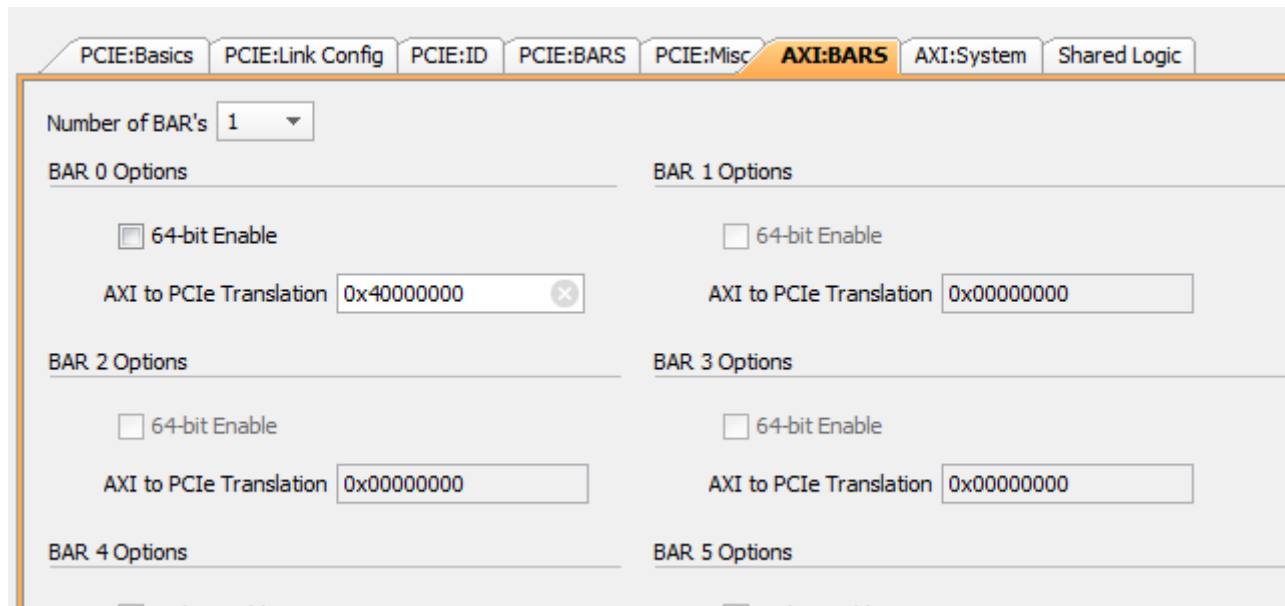 PCIE:Basics PCIE:Link Config PCIE:ID PCIE:BARS PCIE:Misc AXI:BARS AXI:System Shared Logic
Number of BAR's 1
BAR 0 Options BAR 1 Options
64-bit Enable 64-bit Enable
AXI to PCIe Translation 0x40000000 AXI to PCIe Translation 0x00000000
BAR 2 Options BAR 3 Options
64-bit Enable 64-bit Enable
AXI to PCIe Translation 0x00000000 AXI to PCIe Translation 0x00000000
BAR 4 Options BAR 5 Options